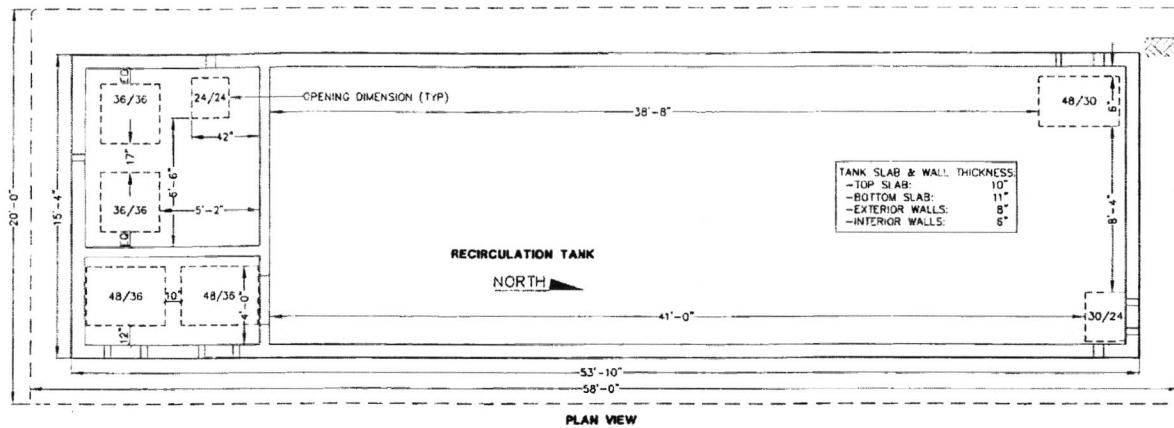 EQ
36/36
24/24
OPENING DIMENSION (TYP)
38'-8"
48/30
6"
42"
17"
6'-6"
20'-0"
15'-4"
36/36
5'-2"
EQ
TANK SLAB & WALL THICKNESS:
-TOP SLAB: 10"
-BOTTOM SLAB: 11"
-EXTERIOR WALLS: 8"
-INTERIOR WALLS: 6"
8'-4"
RECIRCULATION TANK
NORTH
48/36
10"
48/36
4'-0"
12"
41'-0"
30/24
53'-10"
58'-0"
PLAN VIEW